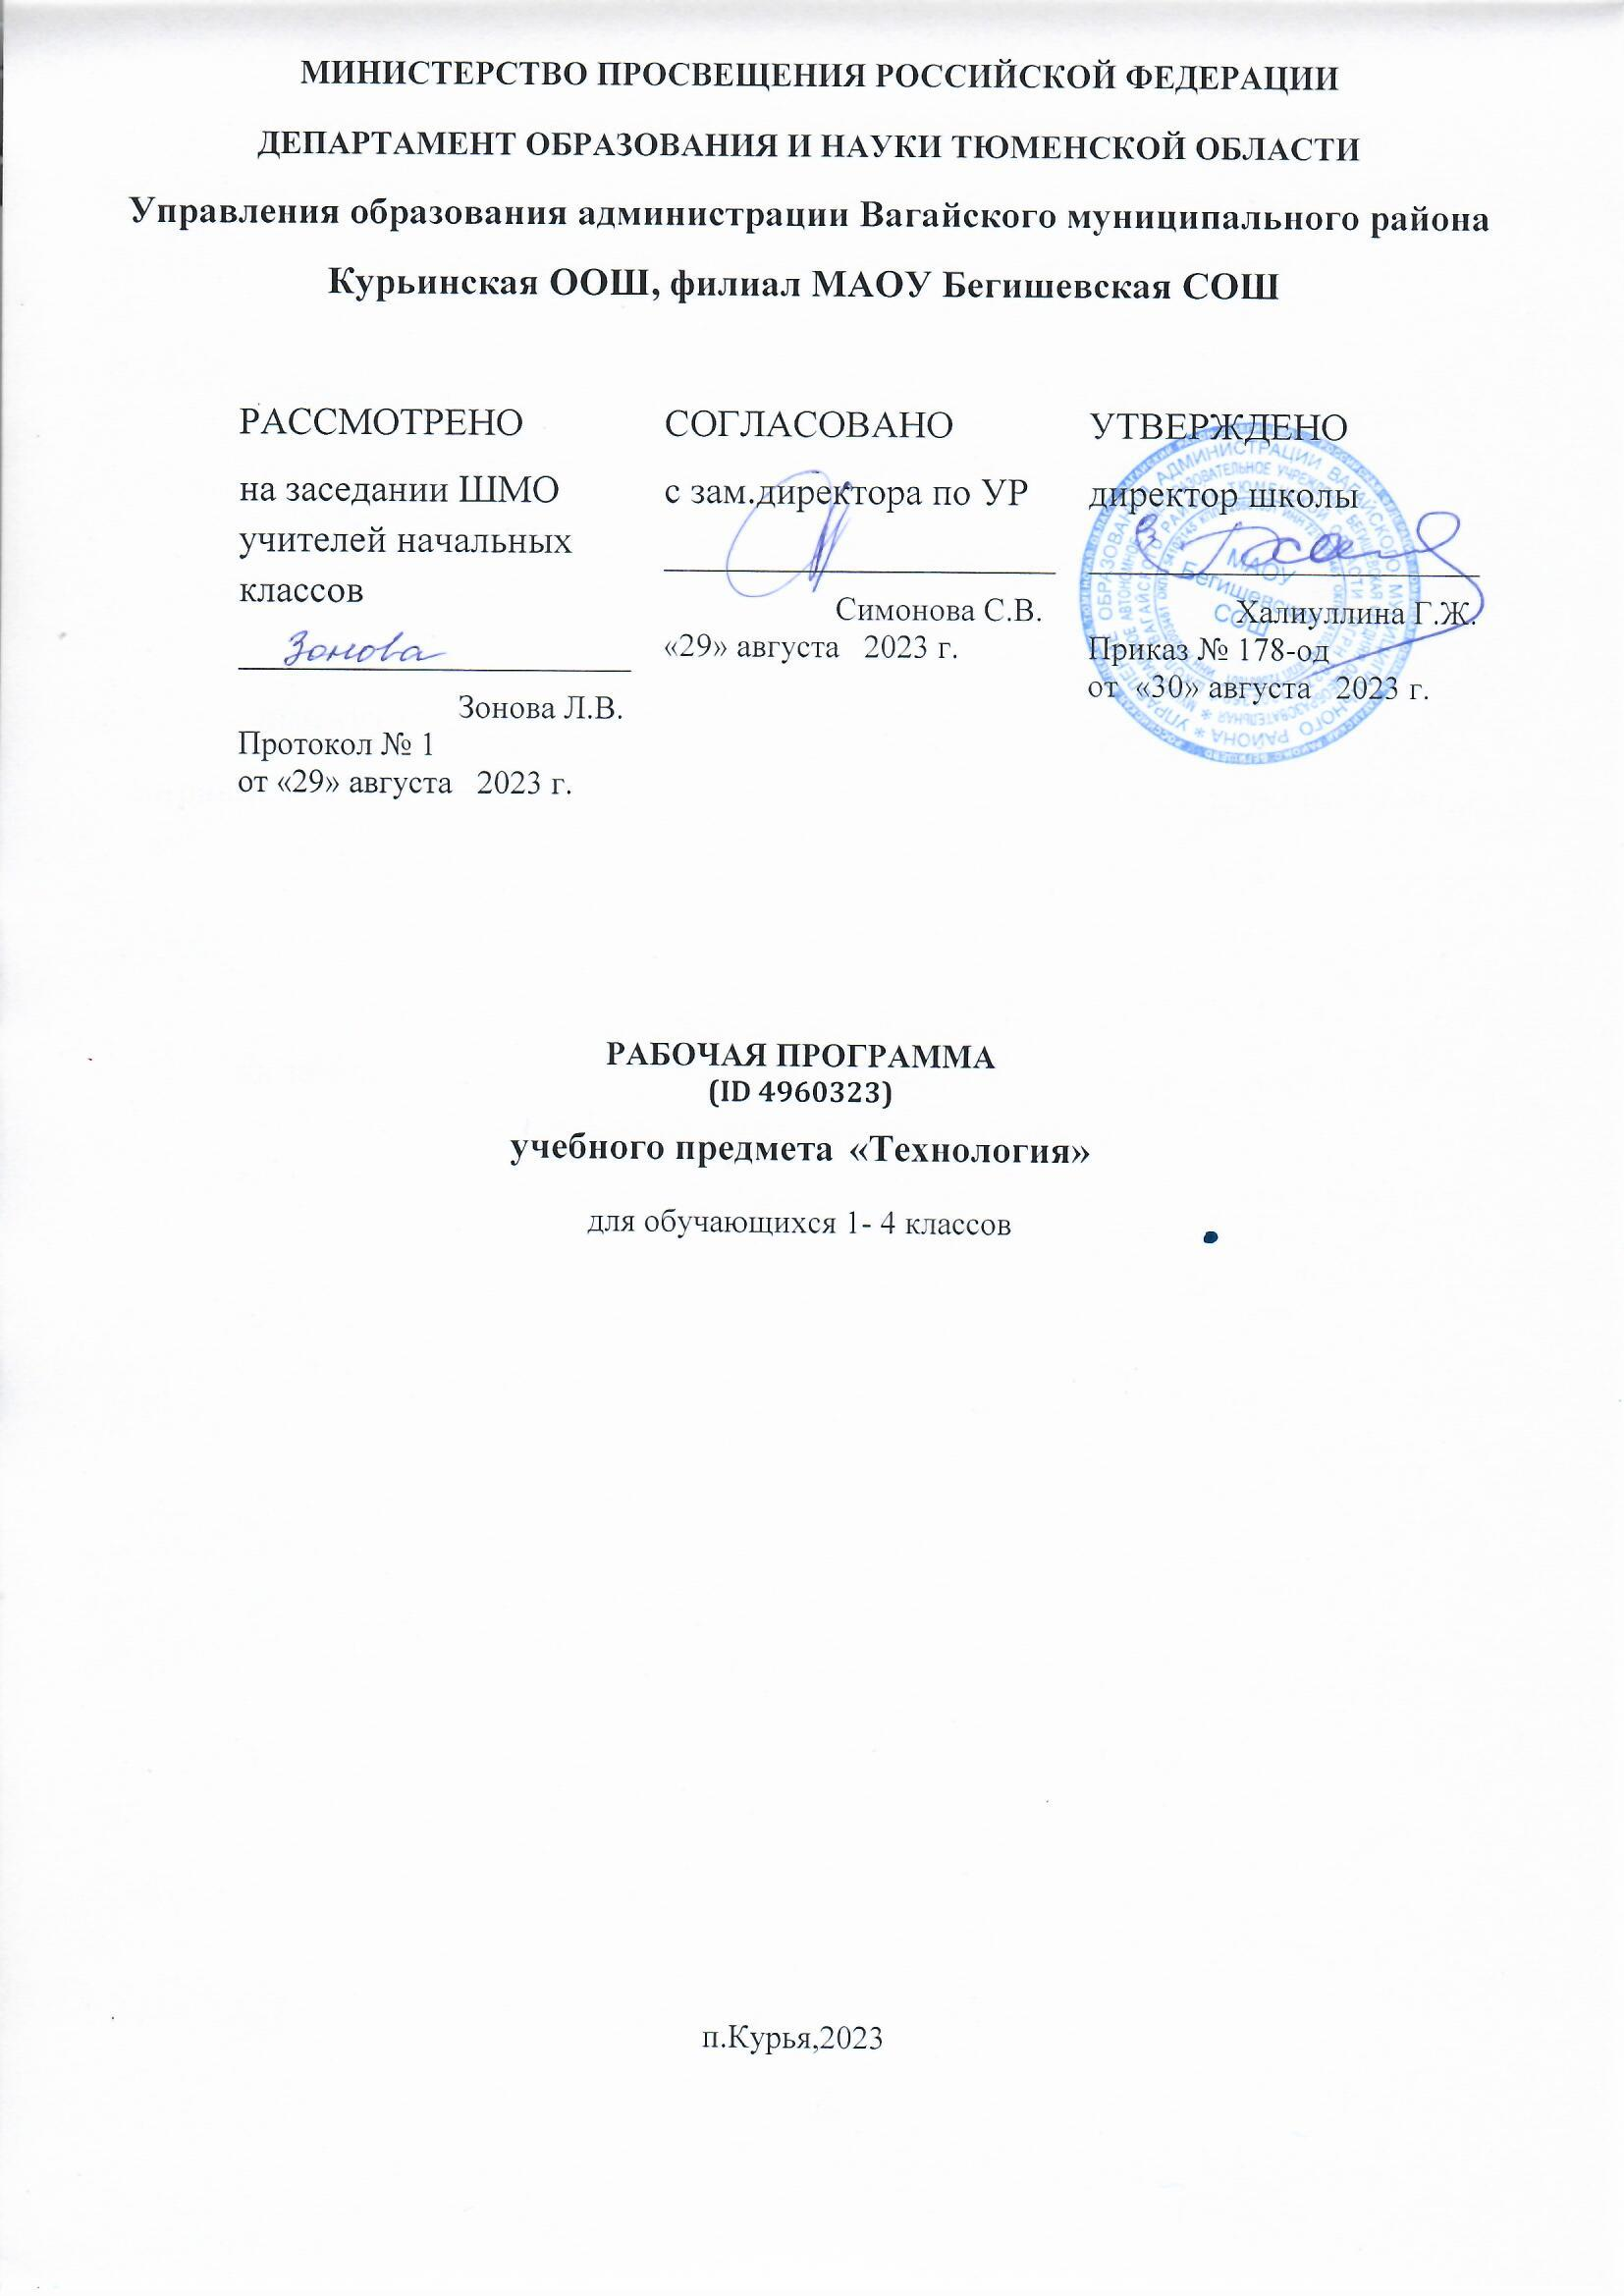 МИНИСТЕРСТВО ПРОСВЕЩЕНИЯ РОССИЙСКОЙ ФЕДЕРАЦИИ
ДЕПАРТАМЕНТ ОБРАЗОВАНИЯ И НАУКИ ТЮМЕНСКОЙ ОБЛАСТИ
Управления образования администрации Вагайского муниципального района
Курьинская ООШ, филиал МАОУ Бегишевская СОШ
РАССМОТРЕНО
на заседании ШМО
учителей начальных
классов
Зонова
Зонова Л.В.
Протокол № 1
от «29» августа 2023 г.
СОГЛАСОВАНО
с зам.директора по УР
Симонова С.В.
«29» августа 2023 г.
УТВЕРЖДЕНО
директор школы
Халиуллина Г.Ж.
Приказ № 178-од
от «30» августа 2023 г.
МАОУ
Бегишевская
СОШ
РАБОЧАЯ ПРОГРАММА
(ID 4960323)
учебного предмета «Технология»
для обучающихся 1- 4 классов
п.Курья,2023